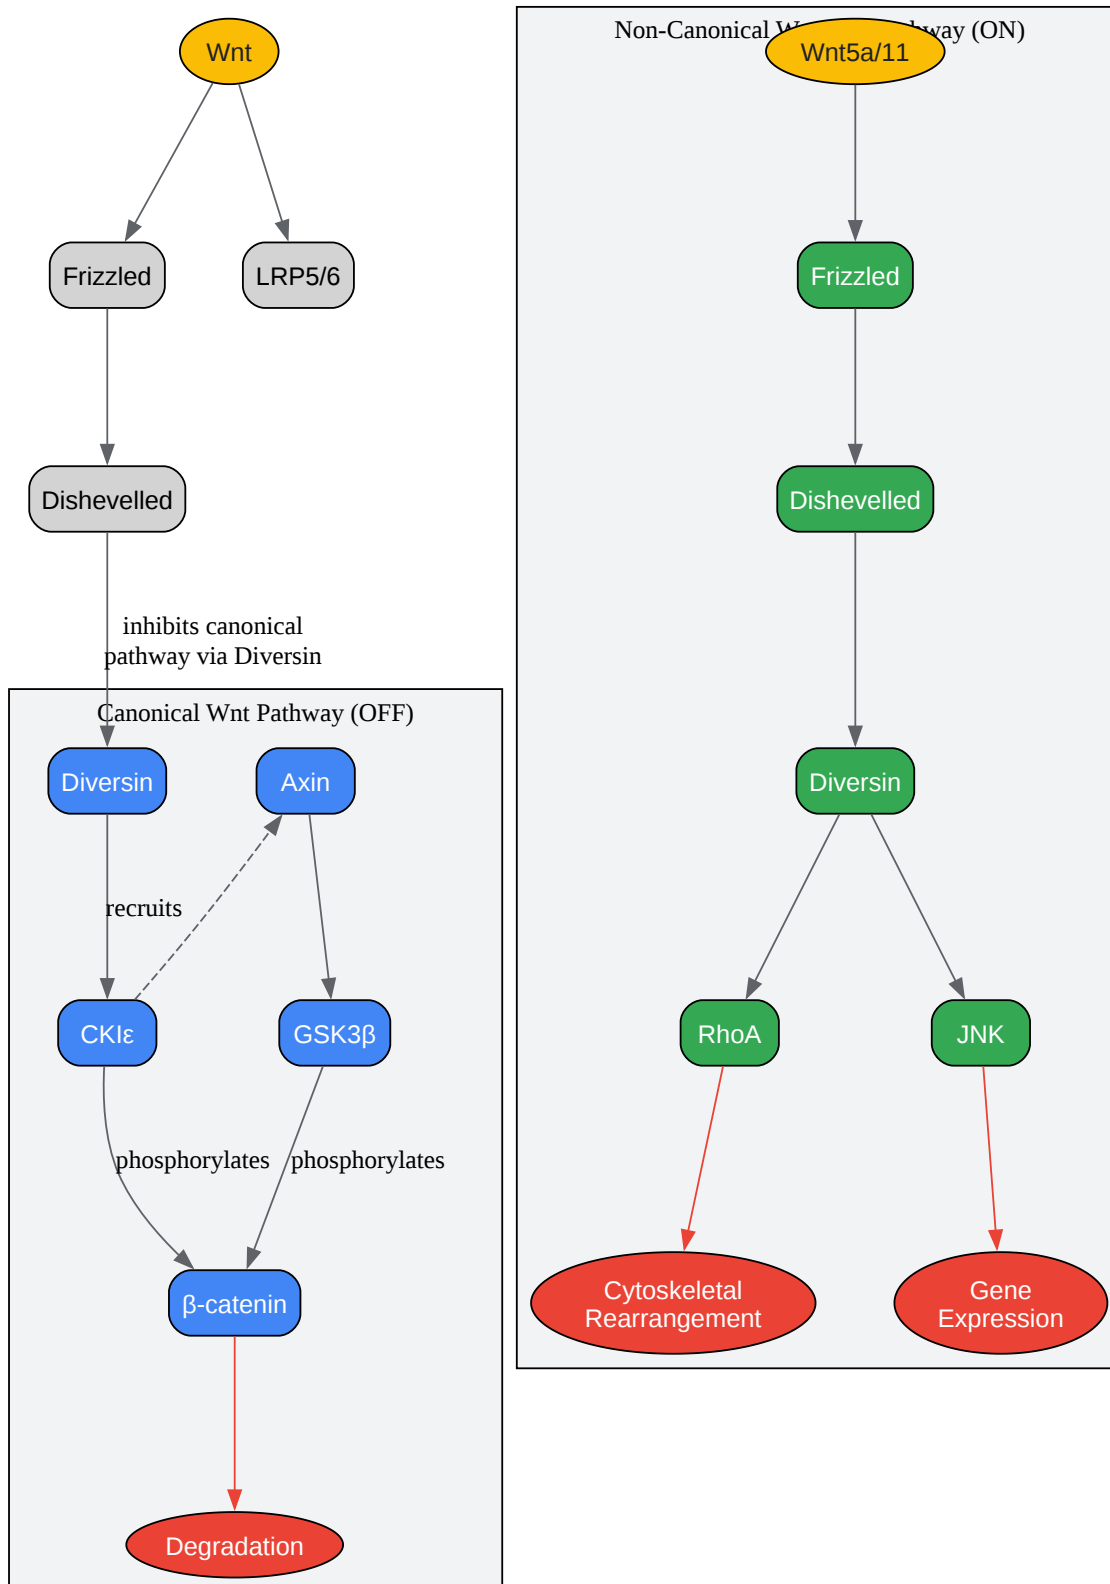 Wnt
Frizzled
LRP5/6
Dishevelled
inhibits canonical
pathway via Diversin
Canonical Wnt Pathway (OFF)
Diversin
Axin
recruits
CKIε
GSK3β
phosphorylates
phosphorylates
β-catenin
Degradation
Non-Canonical (ON)
Wnt5a/11
Frizzled
Dishevelled
Diversin
RhoA
JNK
Cytoskeletal
Rearrangement
Gene
Expression